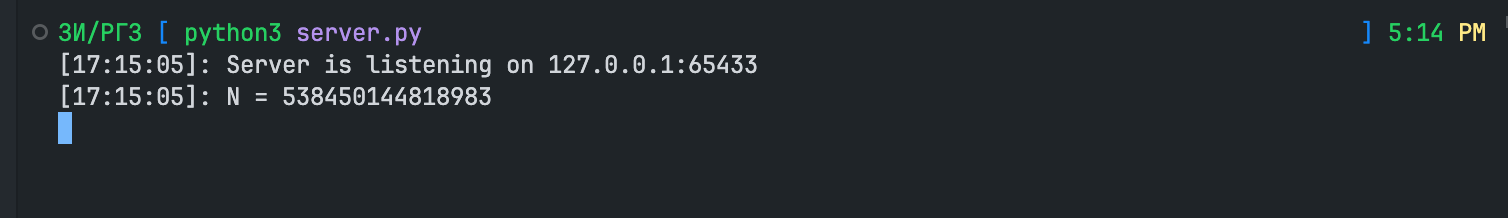 ЗИ/РГЗ [ python3 server.py ] 5:14 PM
[17:15:05]: Server is listening on 127.0.0.1:65433
[17:15:05]: N = 538450144818983